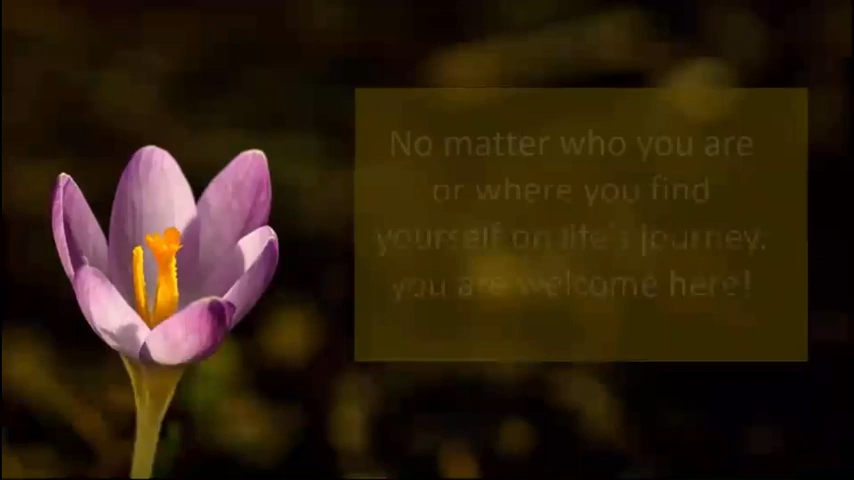 No matter who you are
or where you find
yourself on life's journey,
you are welcome here!